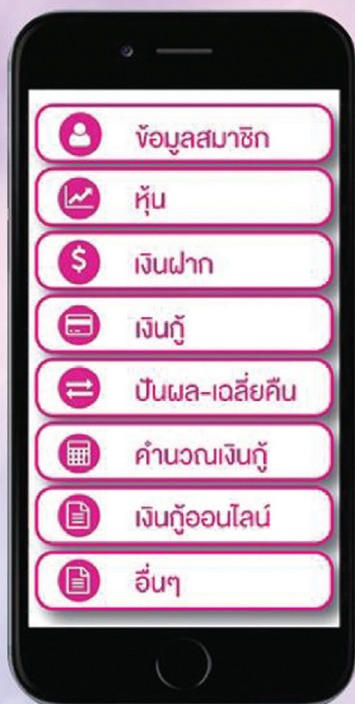 ข้อมูลสมาชิก
หุ้น
เงินฝาก
เงินกู้
ปันผล-เฉลี่ยคืน
คำนวณเงินกู้
เงินกู้ออนไลน์
อื่นๆ